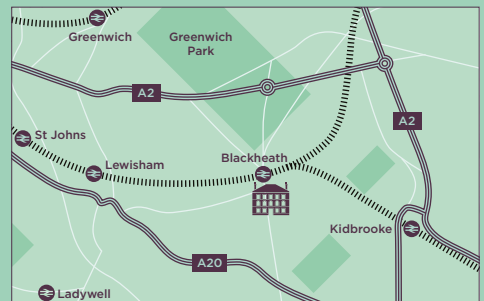 Greenwich
Greenwich
Park
A2
A2
St Johns
Blackheath
Lewisham
Kidbrooke
A20
Ladywell